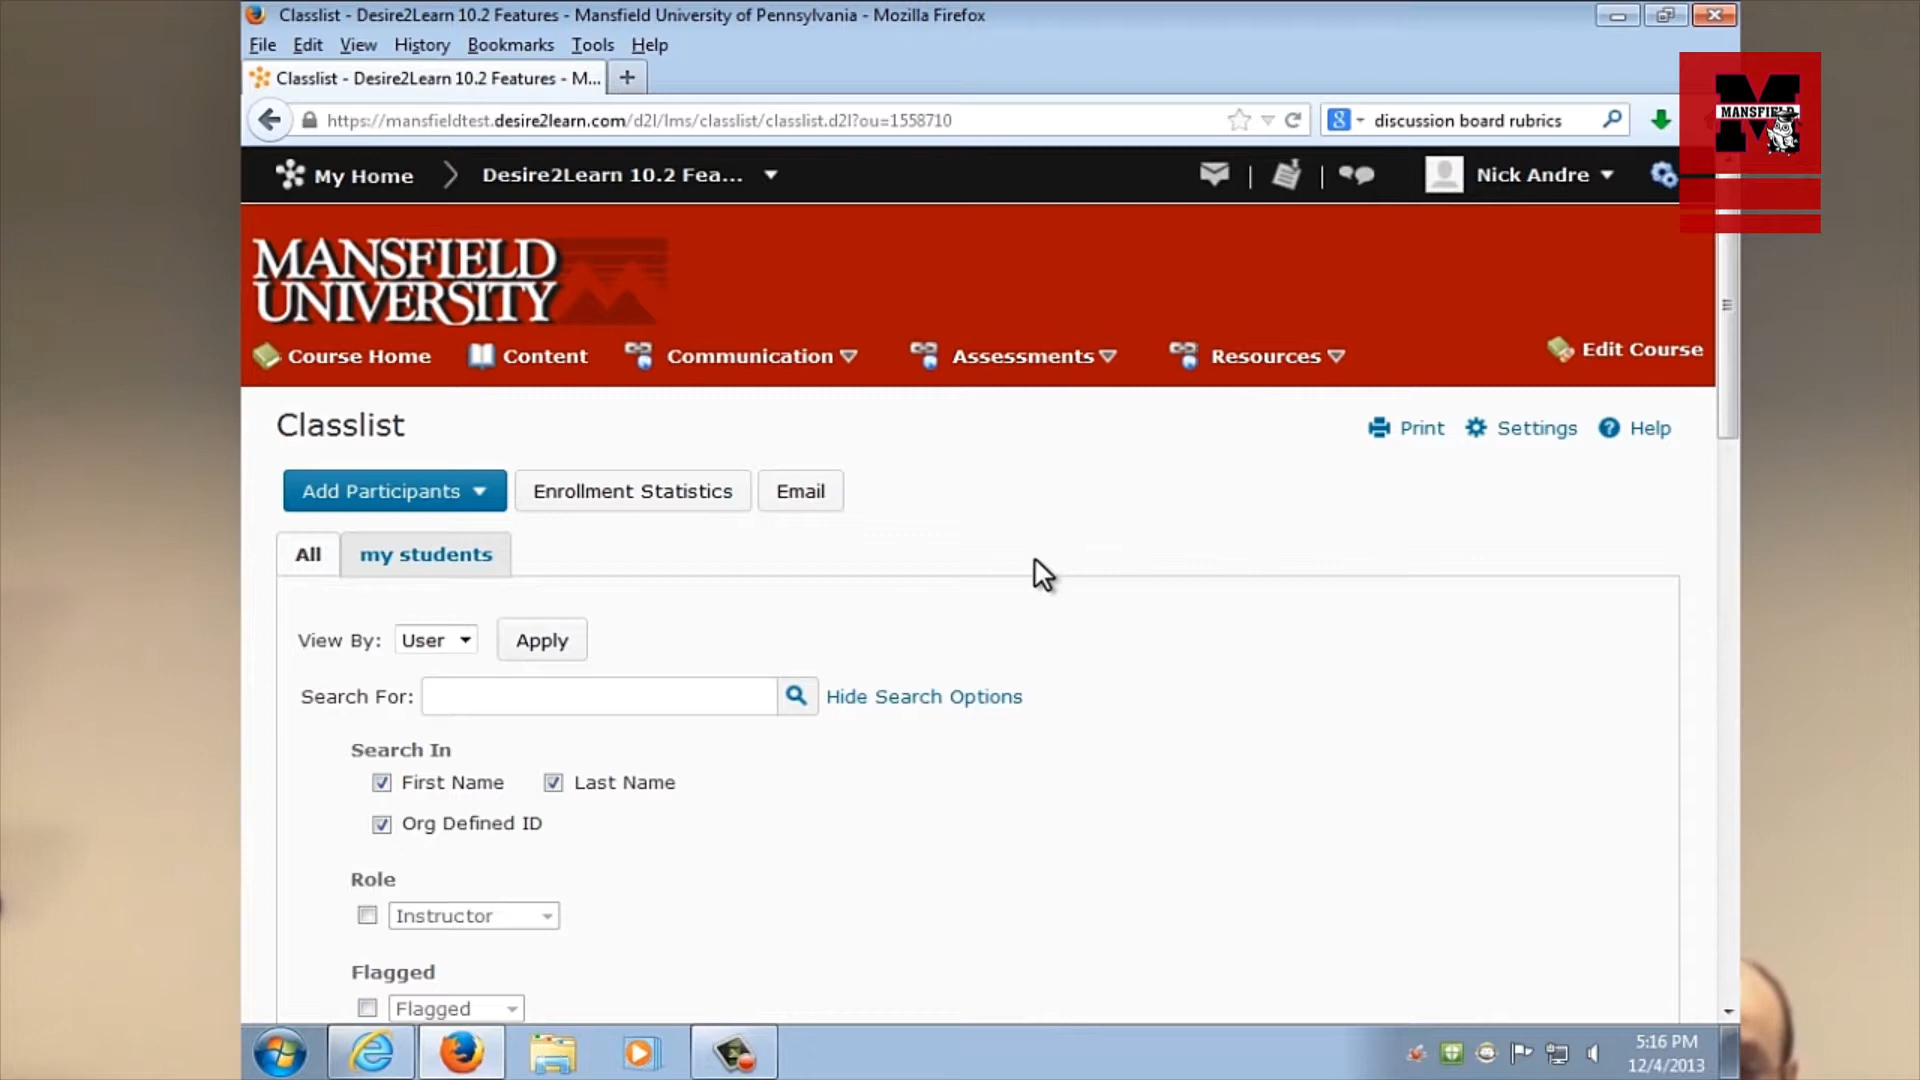 Classlist - Desire2Learn 10.2 Features - Mansfield University of Pennsylvania - Mozilla Firefox
File Edit View History Bookmarks Tools Help
Classlist - Desire2Learn 10.2 Features - M...
https://mansfieldtest.desire2learn.com/d2l/lms/classlist/classlist.d2l?ou=1558710
8 discussion board rubrics
M MANSFIELD
My Home Desire2Learn 10.2 Fea... Nick Andre
MANSFIELD
UNIVERSITY
Course Home Content Communication Assessments Resources Edit Course
Classlist Print Settings Help
Add Participants Enrollment Statistics Email
All my students
View By: User Apply
Search For: Hide Search Options
Search In
First Name Last Name
Org Defined ID
Role
Instructor
Flagged
Flagged
5:16 PM
12/4/2013